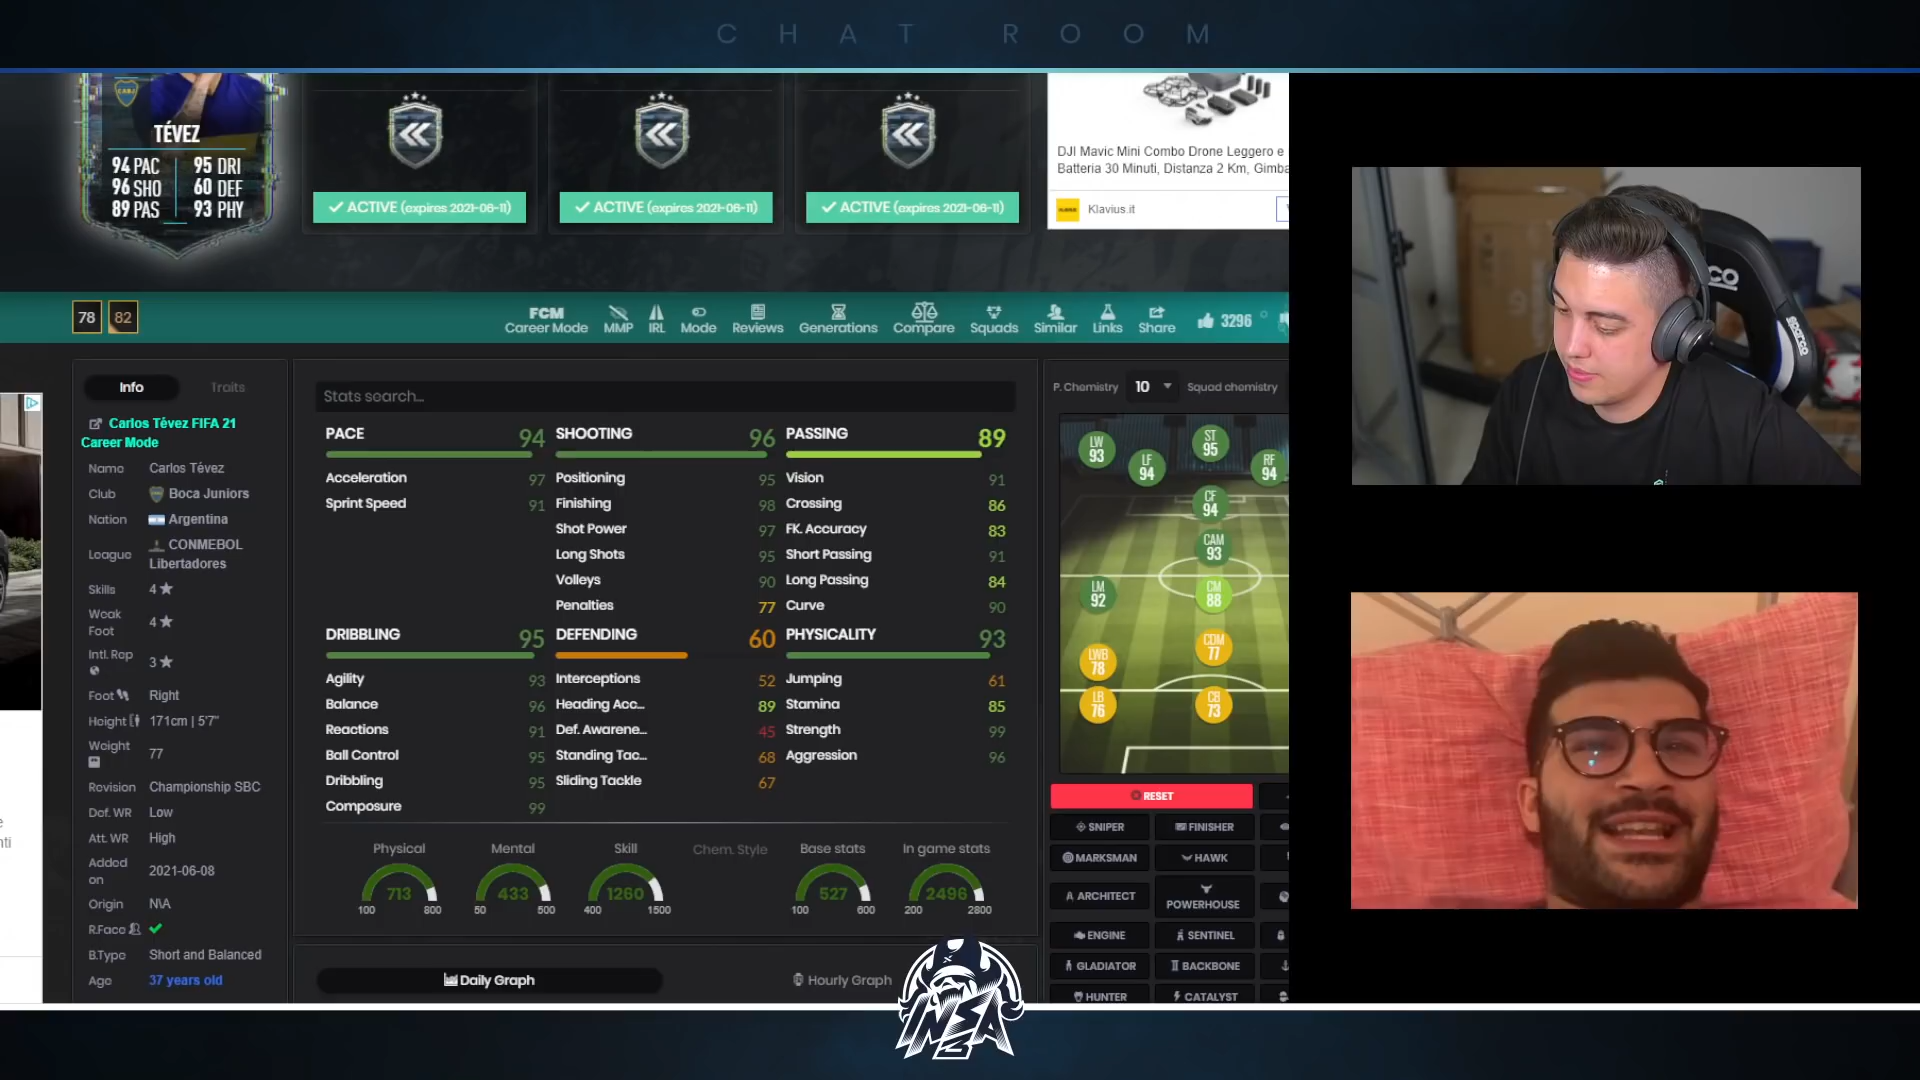 CHAT ROOM
TÉVEZ
94 PAC 95 DRI
96 SHO 60 DEF
89 PAS 93 PHY
ACTIVE (expires 2021-06-11)
ACTIVE (expires 2021-06-11)
ACTIVE (expires 2021-06-11)
DJI Mavic Mini Combo Drone Leggero e
Batteria 30 Minuti, Distanza 2 Km, Gimba
Klavius.it
78 82
FCM
Career Mode
MMP
IRL
Mode
Reviews
Generations
Compare
Squads
Similar
Links
Share
3296
Info
Traits
Carlos Tévez FIFA 21
Career Mode
Name Carlos Tévez
Club Boca Juniors
Nation Argentina
League CONMEBOL
Libertadores
Skills 4
Weak
Foot 4
Intl. Rep 3
Foot Right
Height 171cm | 5'7"
Weight 77
Revision Championship SBC
Def. WR Low
Att. WR High
Added
on 2021-06-08
Origin N\A
R.Face
B.Type Short and Balanced
Age 37 years old
Stats search...
PACE 94
Acceleration 97
Sprint Speed 91
SHOOTING 96
Positioning 95
Finishing 98
Shot Power 97
Long Shots 95
Volleys 90
Penalties 77
PASSING 89
Vision 91
Crossing 86
FK. Accuracy 83
Short Passing 91
Long Passing 84
Curve 90
DRIBBLING 95
Agility 93
Balance 96
Reactions 91
Ball Control 95
Dribbling 95
Composure 99
DEFENDING 60
Interceptions 52
Heading Acc... 89
Def. Awarene... 45
Standing Tac... 68
Sliding Tackle 67
PHYSICALITY 93
Jumping 61
Stamina 85
Strength 99
Aggression 96
Physical
713
100 800
Mental
433
50 500
Skill
1260
400 1500
Chem. Style
Base stats
527
100 600
In game stats
2496
200 2800
Daily Graph
Hourly Graph
P. Chemistry 10 Squad chemistry
LW
93
LF
94
ST
95
RF
94
CF
94
CAM
93
LM
92
CM
88
LWB
78
CDM
77
LB
76
CB
73
RESET
SNIPER FINISHER
MARKSMAN HAWK
ARCHITECT POWERHOUSE
ENGINE SENTINEL
GLADIATOR BACKBONE
HUNTER CATALYST
sparco
IN3A
3